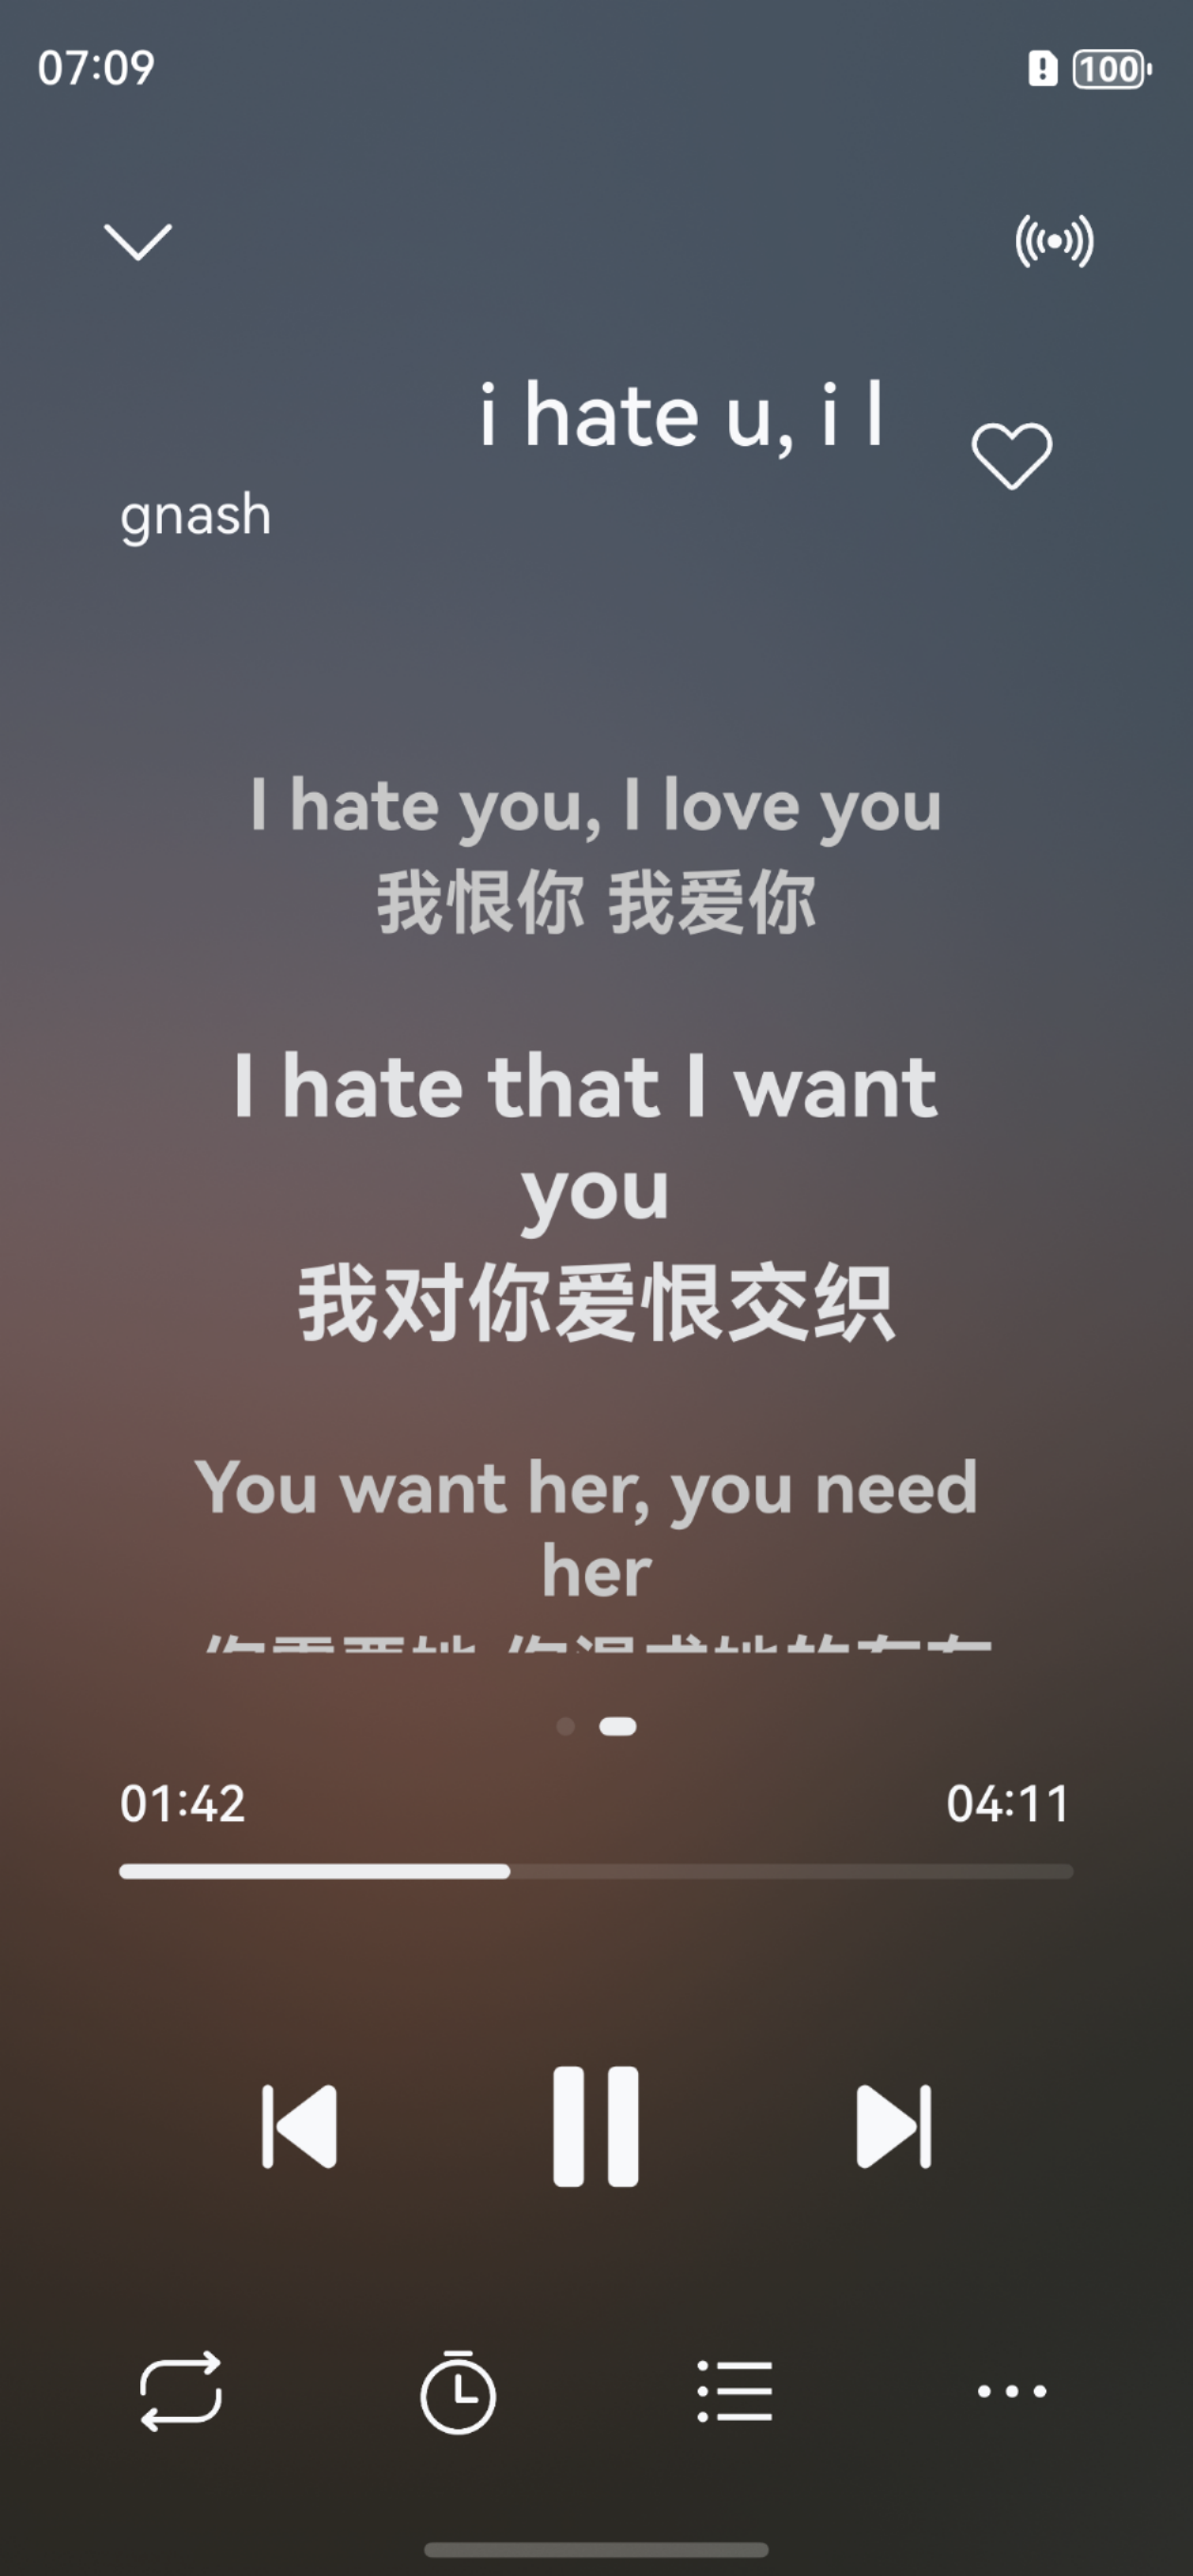 07:09
100
i hate u, i l
gnash
I hate you, I love you
我恨你 我爱你
I hate that I want
you
我对你爱恨交织
You want her, you need
her
01:42
04:11